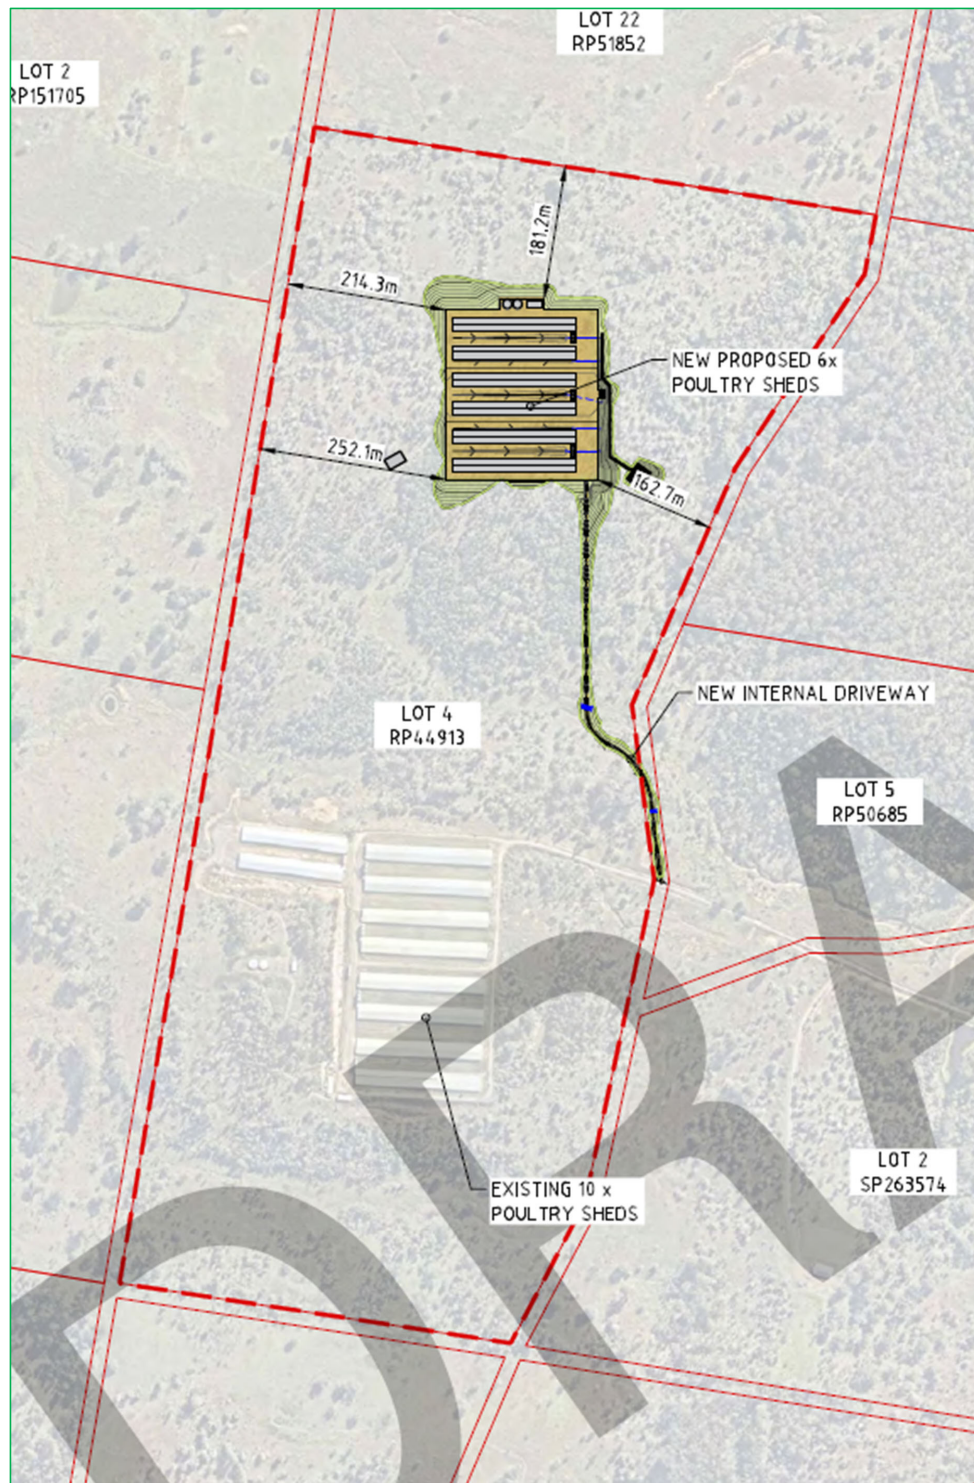 LOT 22
RP51852
LOT 2
RP151705
181.2m
214.3m
NEW PROPOSED 6x
POULTRY SHEDS
252.1m
162.7m
NEW INTERNAL DRIVEWAY
LOT 4
RP44913
LOT 5
RP50685
LOT 2
SP263574
EXISTING 10 x
POULTRY SHEDS
DRA